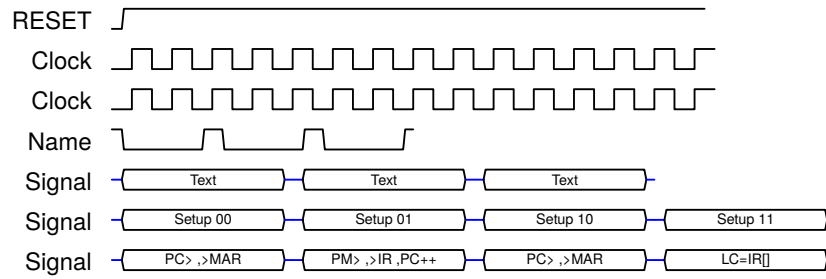 RESET
Clock
Clock
Name
Signal Text Text Text
Signal Setup 00 Setup 01 Setup 10 Setup 11
Signal PC> ,>MAR PM> ,>IR ,PC++ PC> ,>MAR LC=IR[]